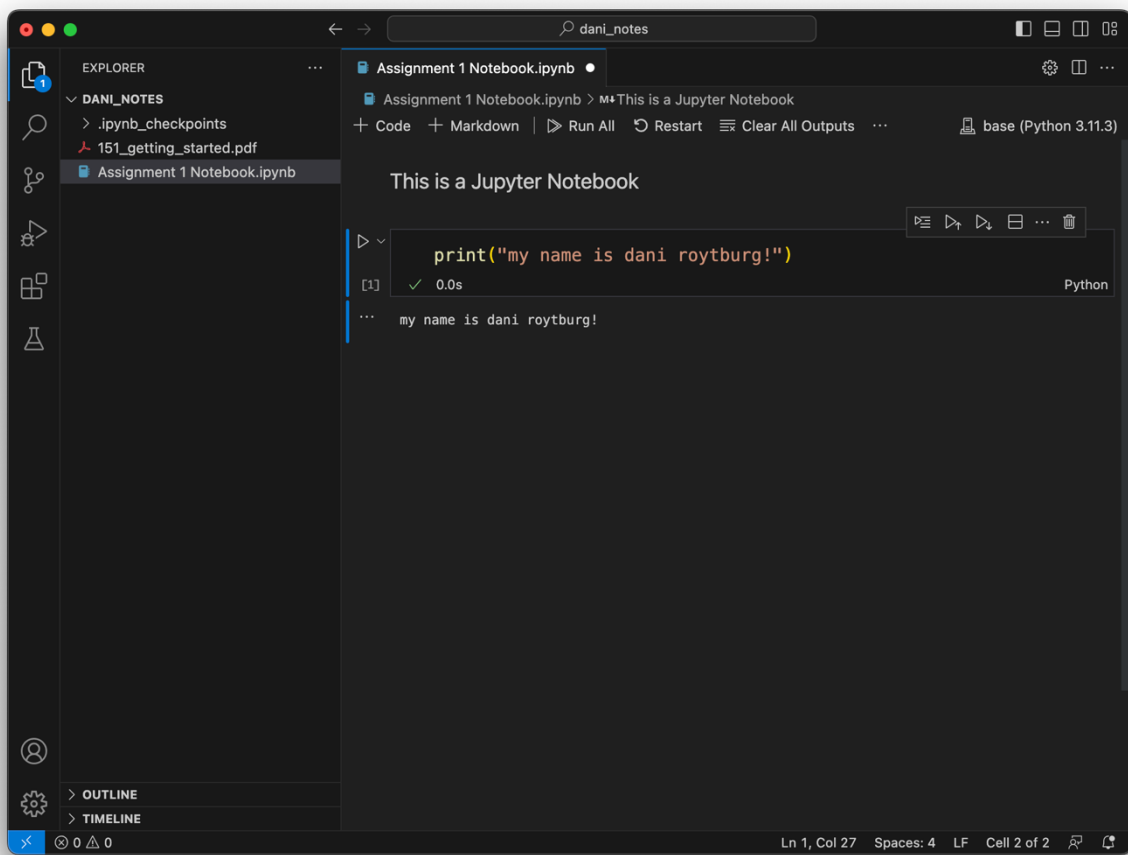 dani_notes
1
EXPLORER
DANI_NOTES
.ipynb_checkpoints
151_getting_started.pdf
Assignment 1 Notebook.ipynb
OUTLINE
TIMELINE
Assignment 1 Notebook.ipynb
Assignment 1 Notebook.ipynb > M↓This is a Jupyter Notebook
+ Code + Markdown Run All Restart Clear All Outputs ... base (Python 3.11.3)
This is a Jupyter Notebook
print("my name is dani roytburg!")
[1] 0.0s Python
my name is dani roytburg!
0 0 Ln 1, Col 27 Spaces: 4 LF Cell 2 of 2